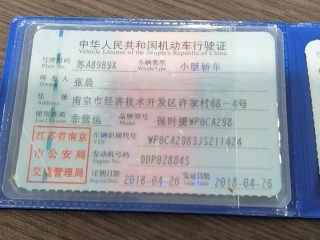 中华人民共和国机动车行驶证
Vehicle License of the People's Republic of China
号牌号码 苏A8989X 车辆类型 小型轿车
Plate No. Vehicle Type
所有人 张晨
Owner
住址 南京市经济技术开发区许家村68-4号
Address
使用性质 非营运 品牌型号 保时捷WP0CA298
江苏省南京 车辆识别代号 WP0CA2983JS211424
VIN
市公安局 发动机号码 DDP028845
Engine No.
交通管理局 注册日期 2018-04-26 发证日期 2018-04-26
Register Date Issue Date